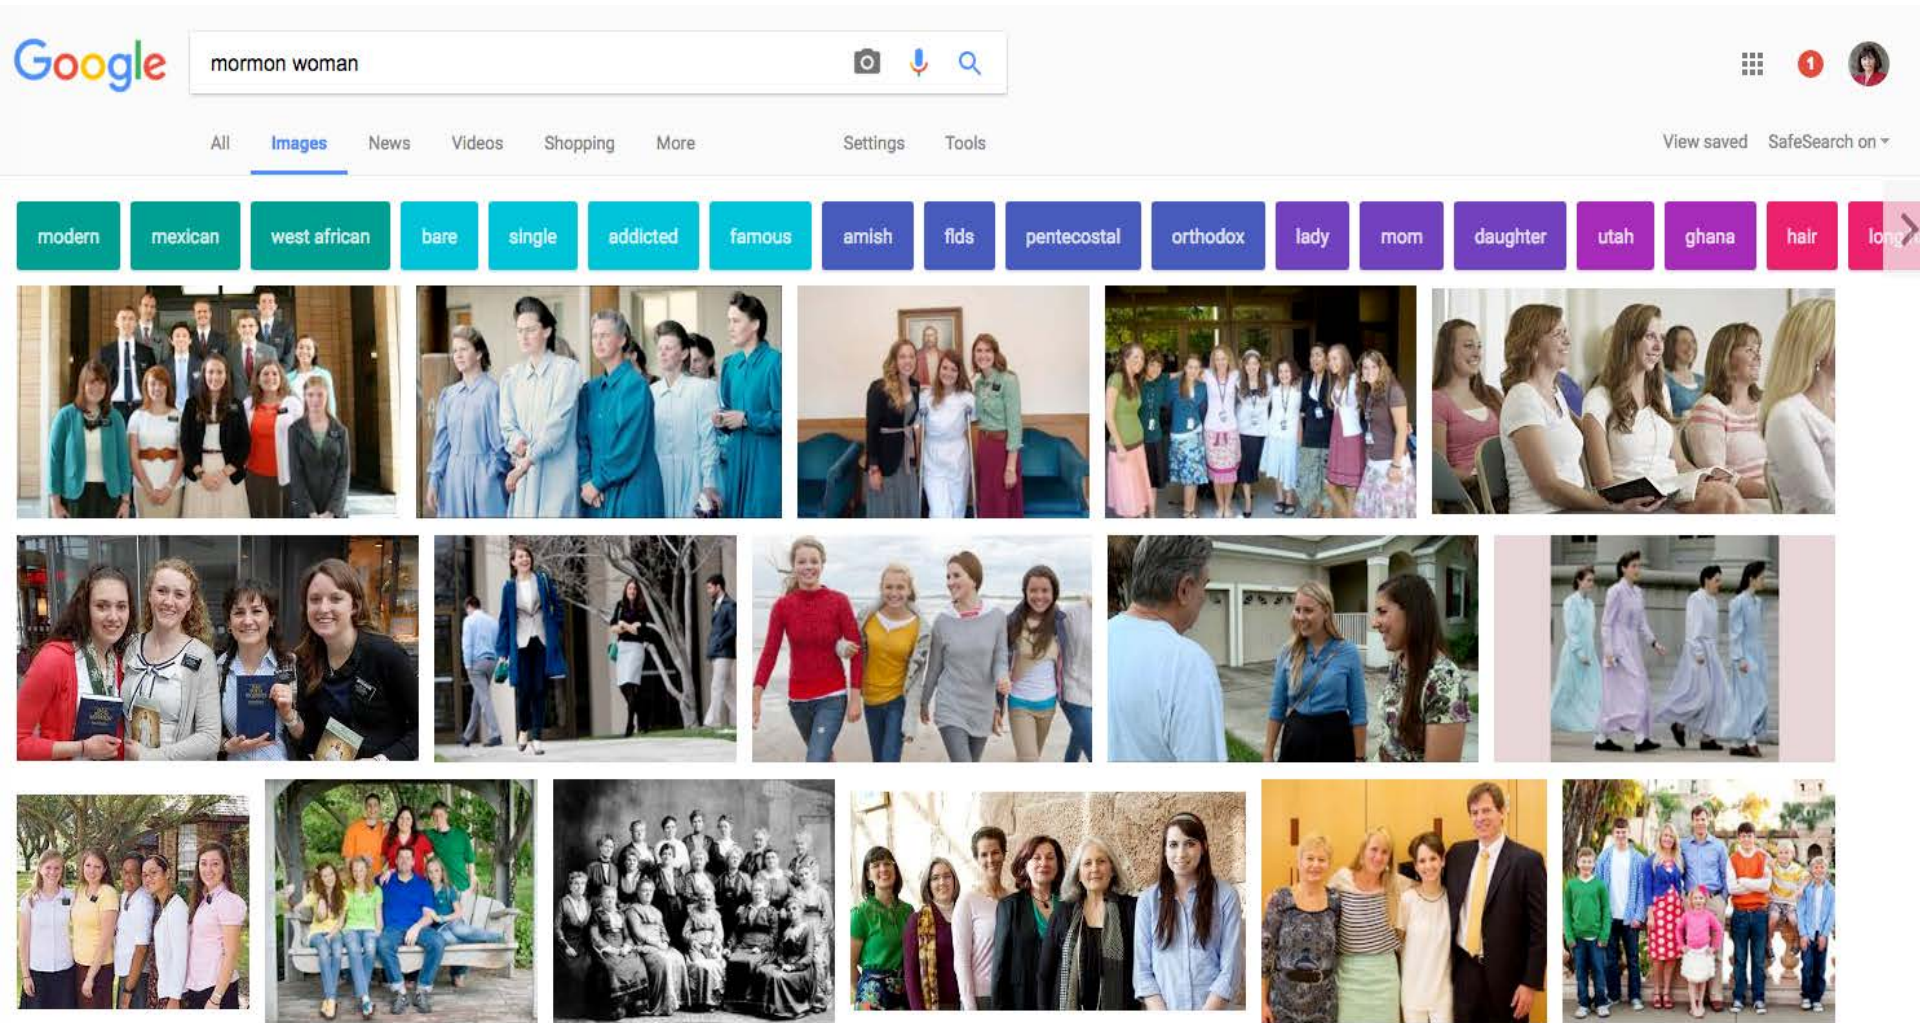 Google
mormon woman
1
All Images News Videos Shopping More Settings Tools
View saved SafeSearch on
modern mexican west african bare single addicted famous amish flds pentecostal orthodox lady mom daughter utah ghana hair